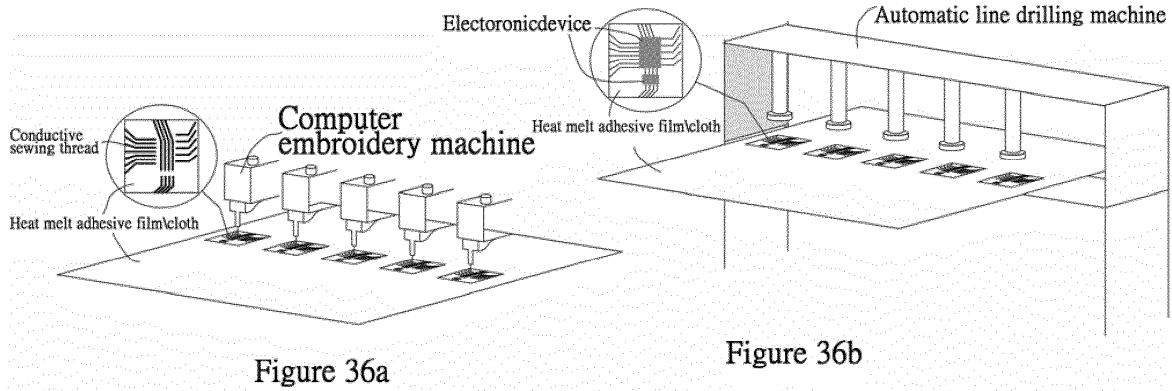 Computer
embroidery machine
Conductive
sewing thread
Heat melt adhesive film\cloth
Figure 36a
Automatic line drilling machine
Electoronicdevice
Heat melt adhesive film\cloth
Figure 36b